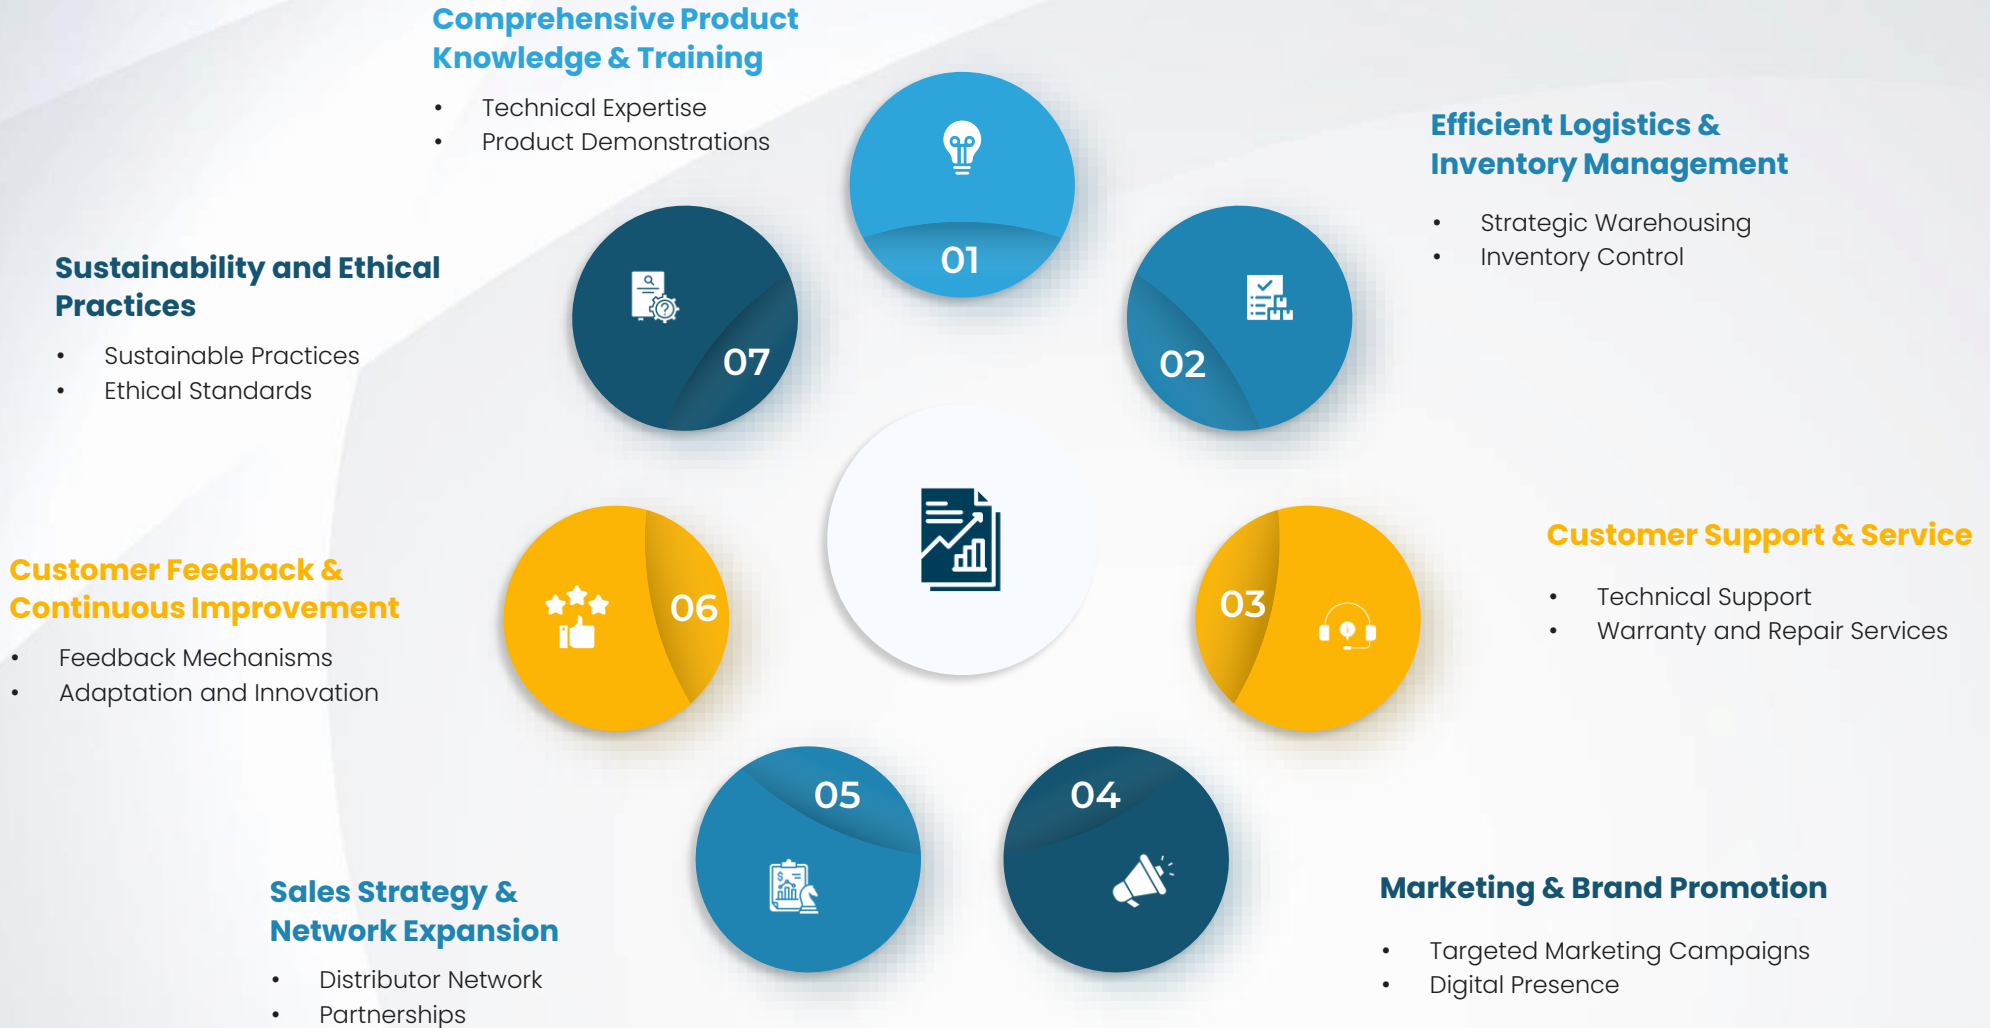 Comprehensive Product
Knowledge & Training
• Technical Expertise
• Product Demonstrations
01
Efficient Logistics &
Inventory Management
• Strategic Warehousing
• Inventory Control
02
Customer Support & Service
• Technical Support
• Warranty and Repair Services
03
Marketing & Brand Promotion
• Targeted Marketing Campaigns
• Digital Presence
04
Sales Strategy &
Network Expansion
• Distributor Network
• Partnerships
05
Customer Feedback &
Continuous Improvement
• Feedback Mechanisms
• Adaptation and Innovation
06
Sustainability and Ethical
Practices
• Sustainable Practices
• Ethical Standards
07